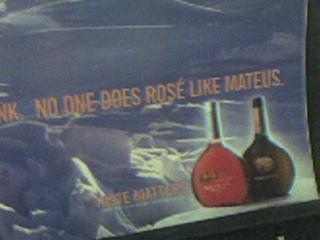 NK. NO ONE DOES ROSÉ LIKE MATEUS.
TASTE MATTERS